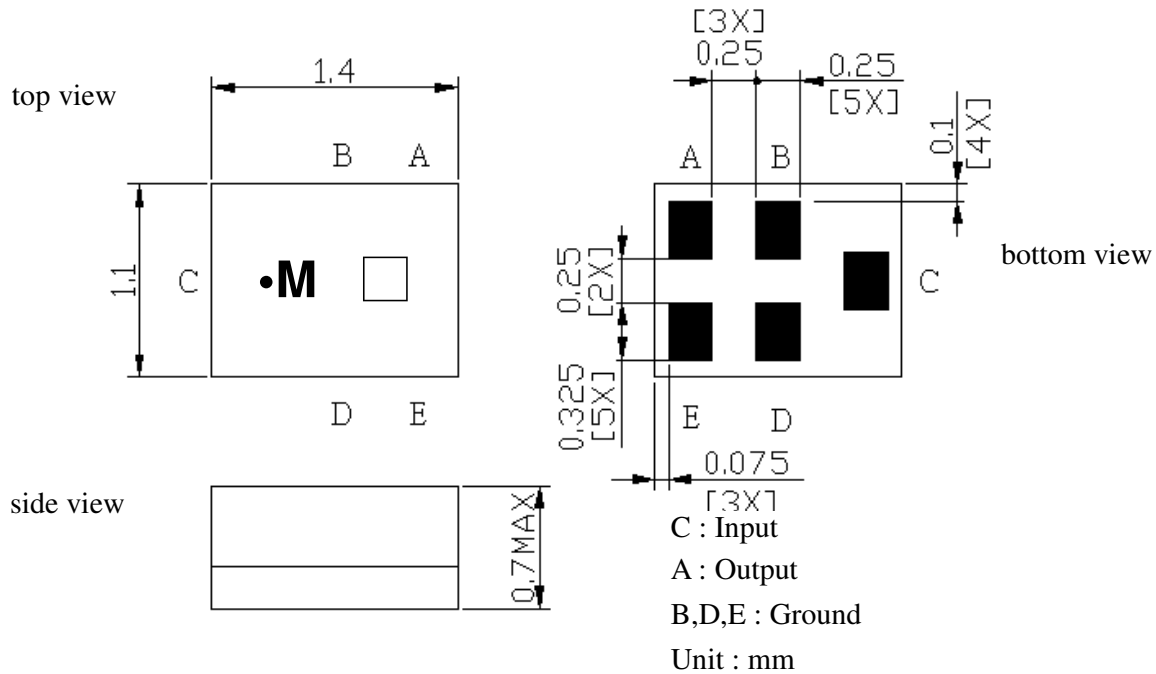 top view
1.4
B A
1.1
C
•M
D E
[3X]
0.25
0.25
[5X]
0.1
[4X]
A B
0.25
[2X]
C
bottom view
0.325
[5X]
E D
0.075
[3X]
side view
0.7MAX
C : Input
A : Output
B,D,E : Ground
Unit : mm